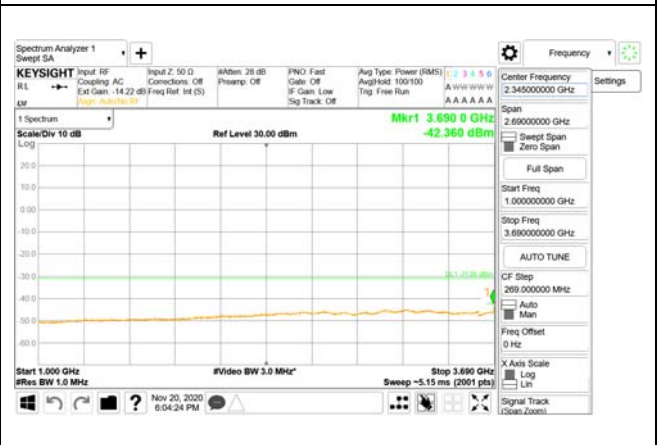 Spectrum Analyzer 1
Swept SA
Frequency
Settings
KEYSIGHT
RL
Input: RF
Coupling: AC
Ext Gain: -14.22 dB
Align: Auto/No RF
Input Z: 50 Ω
Corrections: Off
Freq Ref: Int (S)
#Atten: 28 dB
Preamp: Off
PNO: Fast
Gate: Off
IF Gain: Low
Sig Track: Off
Avg Type: Power (RMS)
Avg|Hold: 100/100
Trig: Free Run
1 2 3 4 5 6
A W W W W W
A A A A A A
1 Spectrum
Scale/Div 10 dB
Ref Level 30.00 dBm
Mkr1 3.690 0 GHz
-42.360 dBm
Log
20.0
10.0
0.00
-10.0
-20.0
-30.0
-40.0
-50.0
-60.0
1
Start 1.000 GHz
#Res BW 1.0 MHz
#Video BW 3.0 MHz*
Stop 3.690 GHz
Sweep ~5.15 ms (2001 pts)
Center Frequency
2.345000000 GHz
Span
2.69000000 GHz
Swept Span
Zero Span
Full Span
Start Freq
1.000000000 GHz
Stop Freq
3.690000000 GHz
AUTO TUNE
CF Step
269.000000 MHz
Auto
Man
Freq Offset
0 Hz
X Axis Scale
Log
Lin
Signal Track
(Span Zoom)
Nov 20, 2020
6:04:24 PM